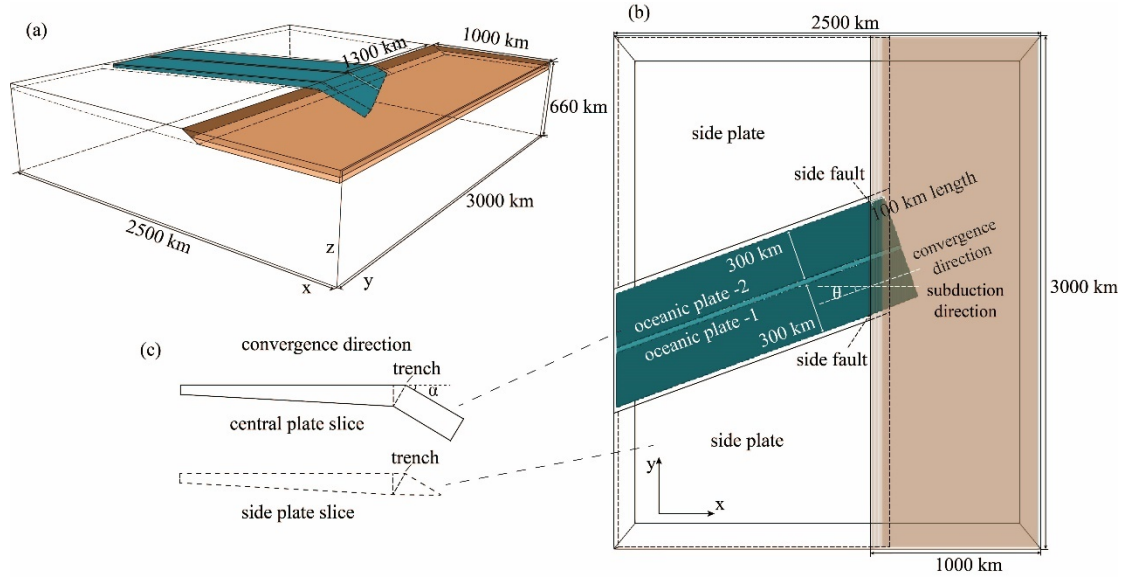 (a)
1300 km
1000 km
660 km
3000 km
2500 km
z
x
y
(b)
2500 km
side plate
side fault
100 km length
300 km
convergence
direction
θ
subduction
direction
3000 km
oceanic plate -2
oceanic plate -1
300 km
side fault
side plate
y
x
1000 km
(c)
convergence direction
trench
α
central plate slice
trench
side plate slice